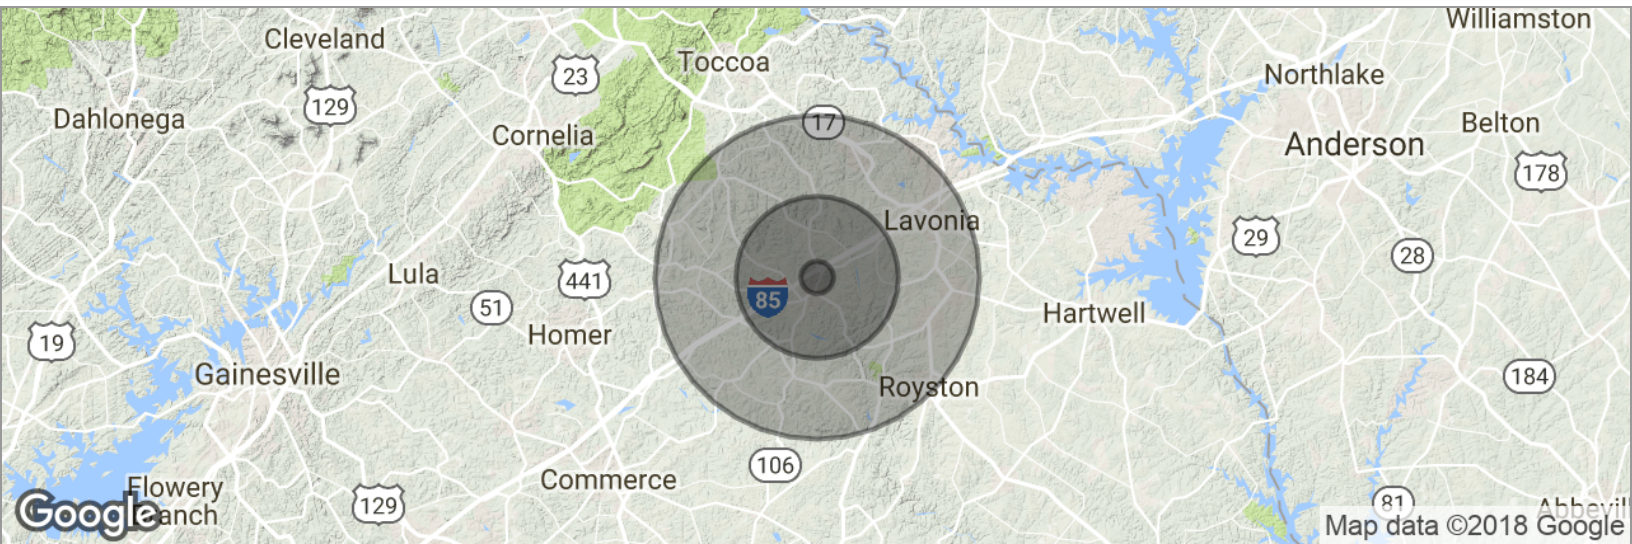 Williamston
Cleveland
Toccoa
23
Northlake
129
Dahlonega
17
Belton
Cornelia
Anderson
178
Lavonia
29
28
Lula
441
85
51
Homer
Hartwell
19
Gainesville
Royston
184
106
Commerce
Flowery
Branch
129
81
Google
Map data ©2018 Google